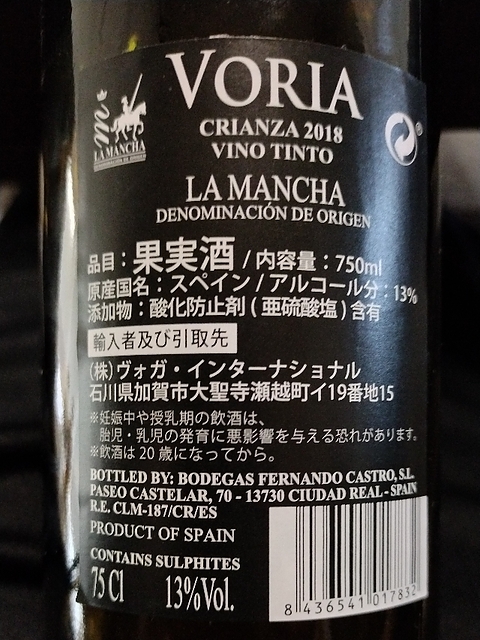 VORIA
CRIANZA 2018
VINO TINTO
m
LA MANCHA
LA MANCHA
DENOMINACIÓN DE ORIGEN
品目：果実酒 / 内容量：750ml
原産国名：スペイン / アルコール分：13%
添加物：酸化防止剤 ( 亜硫酸塩 ) 含有
輸入者及び引取先
(株)ヴォガ・インターナショナル
石川県加賀市大聖寺瀬越町イ19番地15
※妊娠中や授乳期の飲酒は、
胎児・乳児の発育に悪影響を与える恐れがあります。
※飲酒は 20 歳になってから。
BOTTLED BY: BODEGAS FERNANDO CASTRO, S.L.
PASEO CASTELAR, 70 - 13730 CIUDAD REAL - SPAIN
R.E. CLM-187/CR/ES
PRODUCT OF SPAIN
CONTAINS SULPHITES
75 Cl 13%Vol.
8 436541 017832